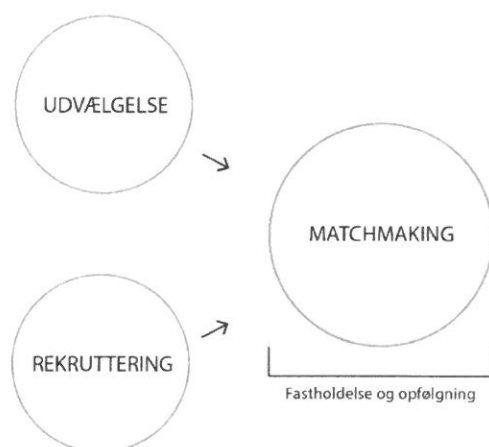 UDVÆLGELSE
MATCHMAKING
REKRUTTERING
Fastholdelse og opfølgning